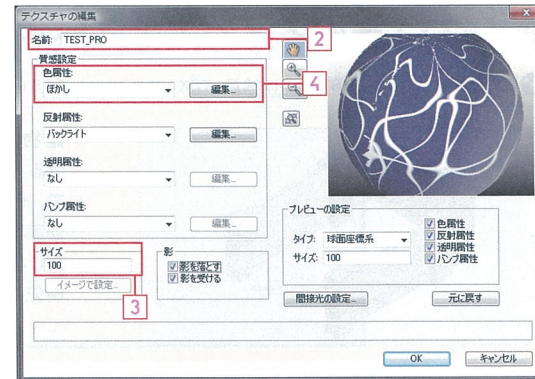 テクスチャの編集
名前: TEST_PRO
2
質感設定
色属性:
ぼかし
編集...
4
反射属性:
バックライト
編集...
透明属性:
なし
編集...
バンプ属性:
なし
編集...
サイズ
100
イメージで設定...
3
影
影を落とす
影を受ける
プレビューの設定
タイプ: 球面座標系
サイズ: 100
色属性
反射属性
透明属性
バンプ属性
間接光の設定...
元に戻す
OK
キャンセル